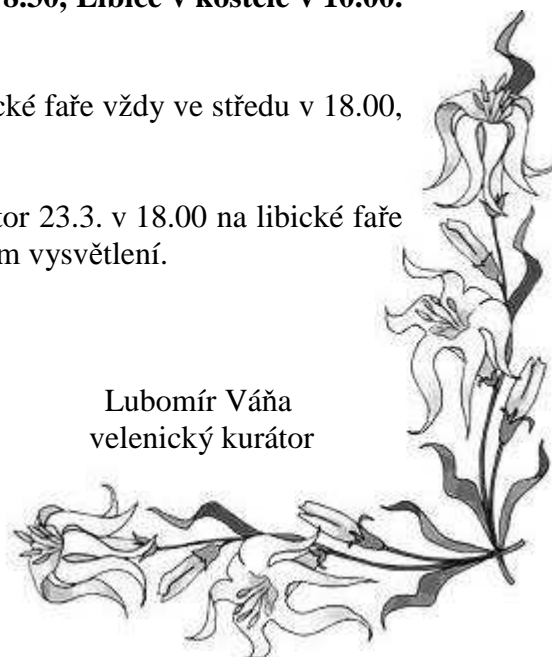 8.30, Libice v kostele v 10.00.
cké faře vždy ve středu v 18.00,
tor 23.3. v 18.00 na libické faře
m vysvětlení.
Lubomír Váňa
velenický kurátor